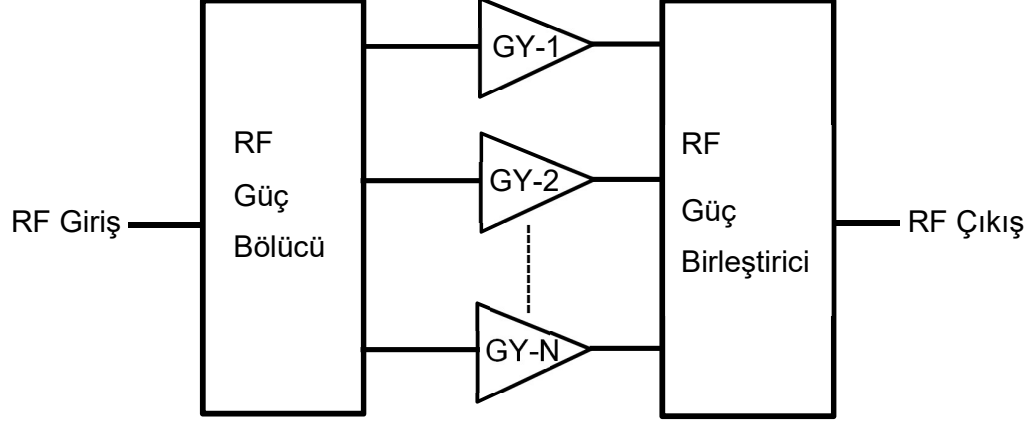 RF Giriş
RF
Güç
Bölücü
GY-1
GY-2
GY-N
RF
Güç
Birleştirici
RF Çıkış